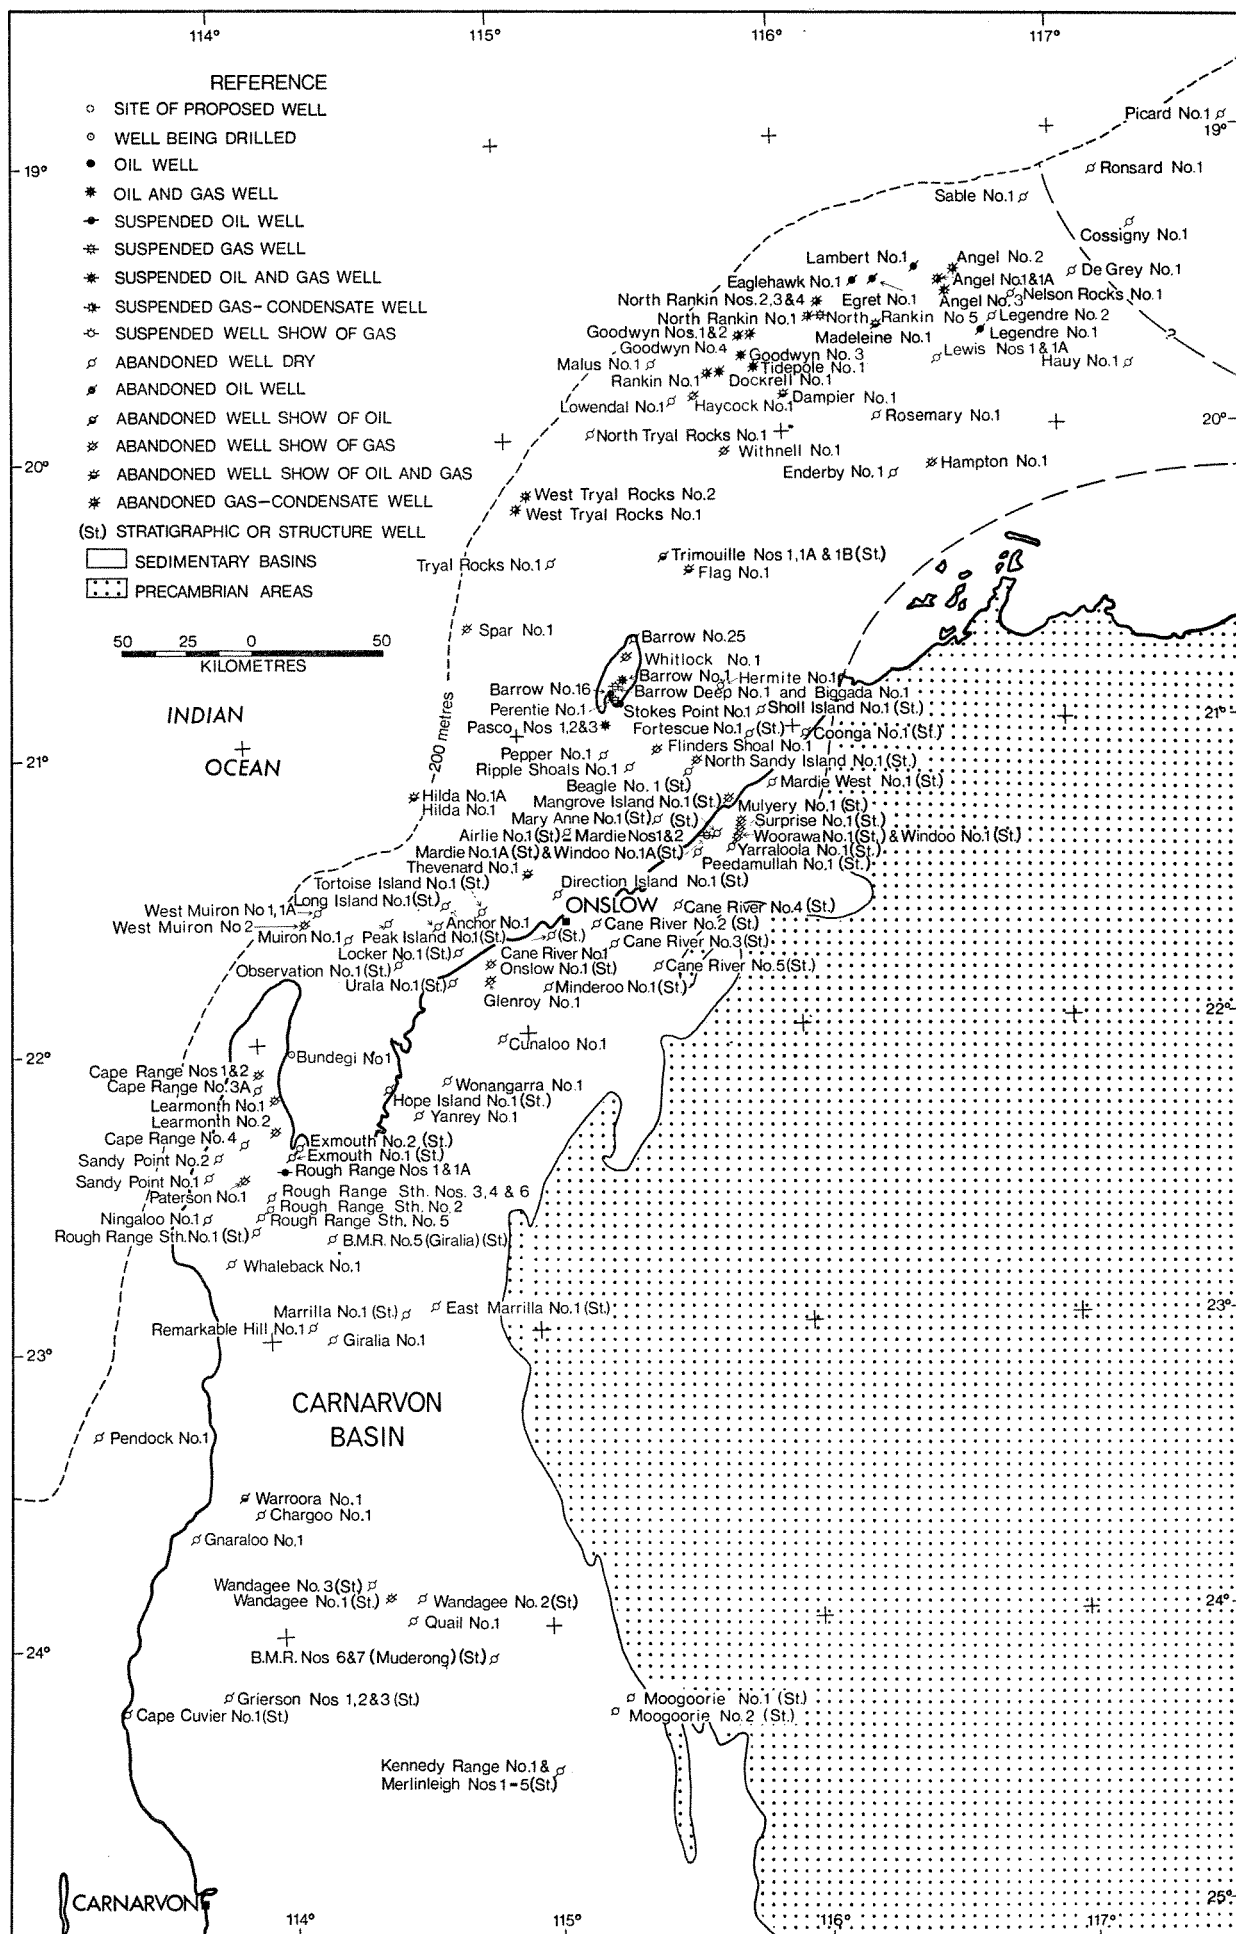 114°
115°
116°
117°
REFERENCE
SITE OF PROPOSED WELL
WELL BEING DRILLED
OIL WELL
OIL AND GAS WELL
SUSPENDED OIL WELL
SUSPENDED GAS WELL
SUSPENDED OIL AND GAS WELL
SUSPENDED GAS-CONDENSATE WELL
SUSPENDED WELL SHOW OF GAS
ABANDONED WELL DRY
ABANDONED OIL WELL
ABANDONED WELL SHOW OF OIL
ABANDONED WELL SHOW OF GAS
ABANDONED WELL SHOW OF OIL AND GAS
ABANDONED GAS-CONDENSATE WELL
(St.) STRATIGRAPHIC OR STRUCTURE WELL
SEDIMENTARY BASINS
PRECAMBRIAN AREAS
50 25 0 50
KILOMETRES
Picard No.1
19°
19°
Ronsard No.1
Sable No.1
Cossigny No.1
Lambert No.1
Angel No.2
De Grey No.1
Eaglehawk No.1
Angel No.1&1A
Egret No.1
Angel No.3
Nelson Rocks No.1
North Rankin Nos.2,3&4
North Rankin No.1
North Rankin No 5
Legendre No.2
Goodwyn Nos.1&2
Madeleine No.1
Legendre No.1
?
Goodwyn No.4
Goodwyn No.3
Lewis Nos 1&1A
Hauy No.1
Malus No.1
Tidepole No.1
Rankin No.1
Dockrell No.1
Lowendal No.1
Haycock No.1
Dampier No.1
Rosemary No.1
20°
North Tryal Rocks No.1
Withnell No.1
20°
Enderby No.1
Hampton No.1
West Tryal Rocks No.2
West Tryal Rocks No.1
Tryal Rocks No.1
Trimouille Nos 1,1A & 1B (St.)
Flag No.1
Spar No.1
Barrow No.25
Whitlock No.1
Barrow No.1
Hermite No.1
Barrow No.16
Barrow Deep No.1 and Biggada No.1
Perentie No.1
Stokes Point No.1
Sholl Island No.1 (St.)
21°
INDIAN
OCEAN
200 metres
Pasco Nos 1,2&3
Fortescue No.1 (St.)
Coonga No.1 (St.)
Pepper No.1
Flinders Shoal No.1
21°
Ripple Shoals No.1
North Sandy Island No.1 (St.)
Beagle No.1 (St.)
Mardie West No.1 (St.)
Hilda No.1A
Hilda No.1
Mangrove Island No.1 (St.)
Mulyery No.1 (St.)
Mary Anne No.1 (St.)
(St.)
Surprise No.1 (St.)
Airlie No.1 (St.)
Mardie Nos 1&2
Woorawa No.1 (St.) & Windoo No.1 (St.)
Mardie No.1A (St.) & Windoo No.1A (St.)
Yarraloola No.1 (St.)
Thevenard No.1
Peedamullah No.1 (St.)
Tortoise Island No.1 (St.)
Direction Island No.1 (St.)
Long Island No.1 (St.)
ONSLOW
Cane River No.4 (St.)
West Muiron No 1,1A
West Muiron No 2
Anchor No.1
Cane River No.2 (St.)
Muiron No.1
Peak Island No.1 (St.)
(St.)
Cane River No.3 (St.)
Locker No.1 (St.)
Cane River No.1
Observation No.1 (St.)
Onslow No.1 (St.)
Cane River No.5 (St.)
Urala No.1 (St.)
Minderoo No.1 (St.)
Glenroy No.1
22°
Cunaloo No.1
22°
Bundegi No.1
Cape Range Nos 1&2
Cape Range No.3A
Wonangarra No.1
Learmonth No.1
Hope Island No.1 (St.)
Learmonth No.2
Yanrey No.1
Cape Range No.4
Exmouth No.2 (St.)
Sandy Point No.2
Exmouth No.1 (St.)
Rough Range Nos 1&1A
Sandy Point No.1
Paterson No.1
Rough Range Sth. Nos. 3,4 & 6
Rough Range Sth. No.2
Ningaloo No.1
Rough Range Sth. No.5
Rough Range Sth. No.1 (St.)
B.M.R. No.5 (Giralia) (St.)
Whaleback No.1
Marrilla No.1 (St.)
East Marrilla No.1 (St.)
23°
Remarkable Hill No.1
Giralia No.1
23°
CARNARVON
BASIN
Pendock No.1
Warroora No.1
Chargoo No.1
Gnaraloo No.1
Wandagee No.3 (St.)
Wandagee No.1 (St.)
Wandagee No.2 (St)
24°
Quail No.1
24°
B.M.R. Nos 6&7 (Muderong) (St.)
Grierson Nos 1,2&3 (St.)
Moogoorie No.1 (St.)
Cape Cuvier No.1 (St.)
Moogoorie No.2 (St.)
Kennedy Range No.1 &
Merlinleigh Nos 1-5 (St.)
CARNARVON
25°
114°
115°
116°
117°